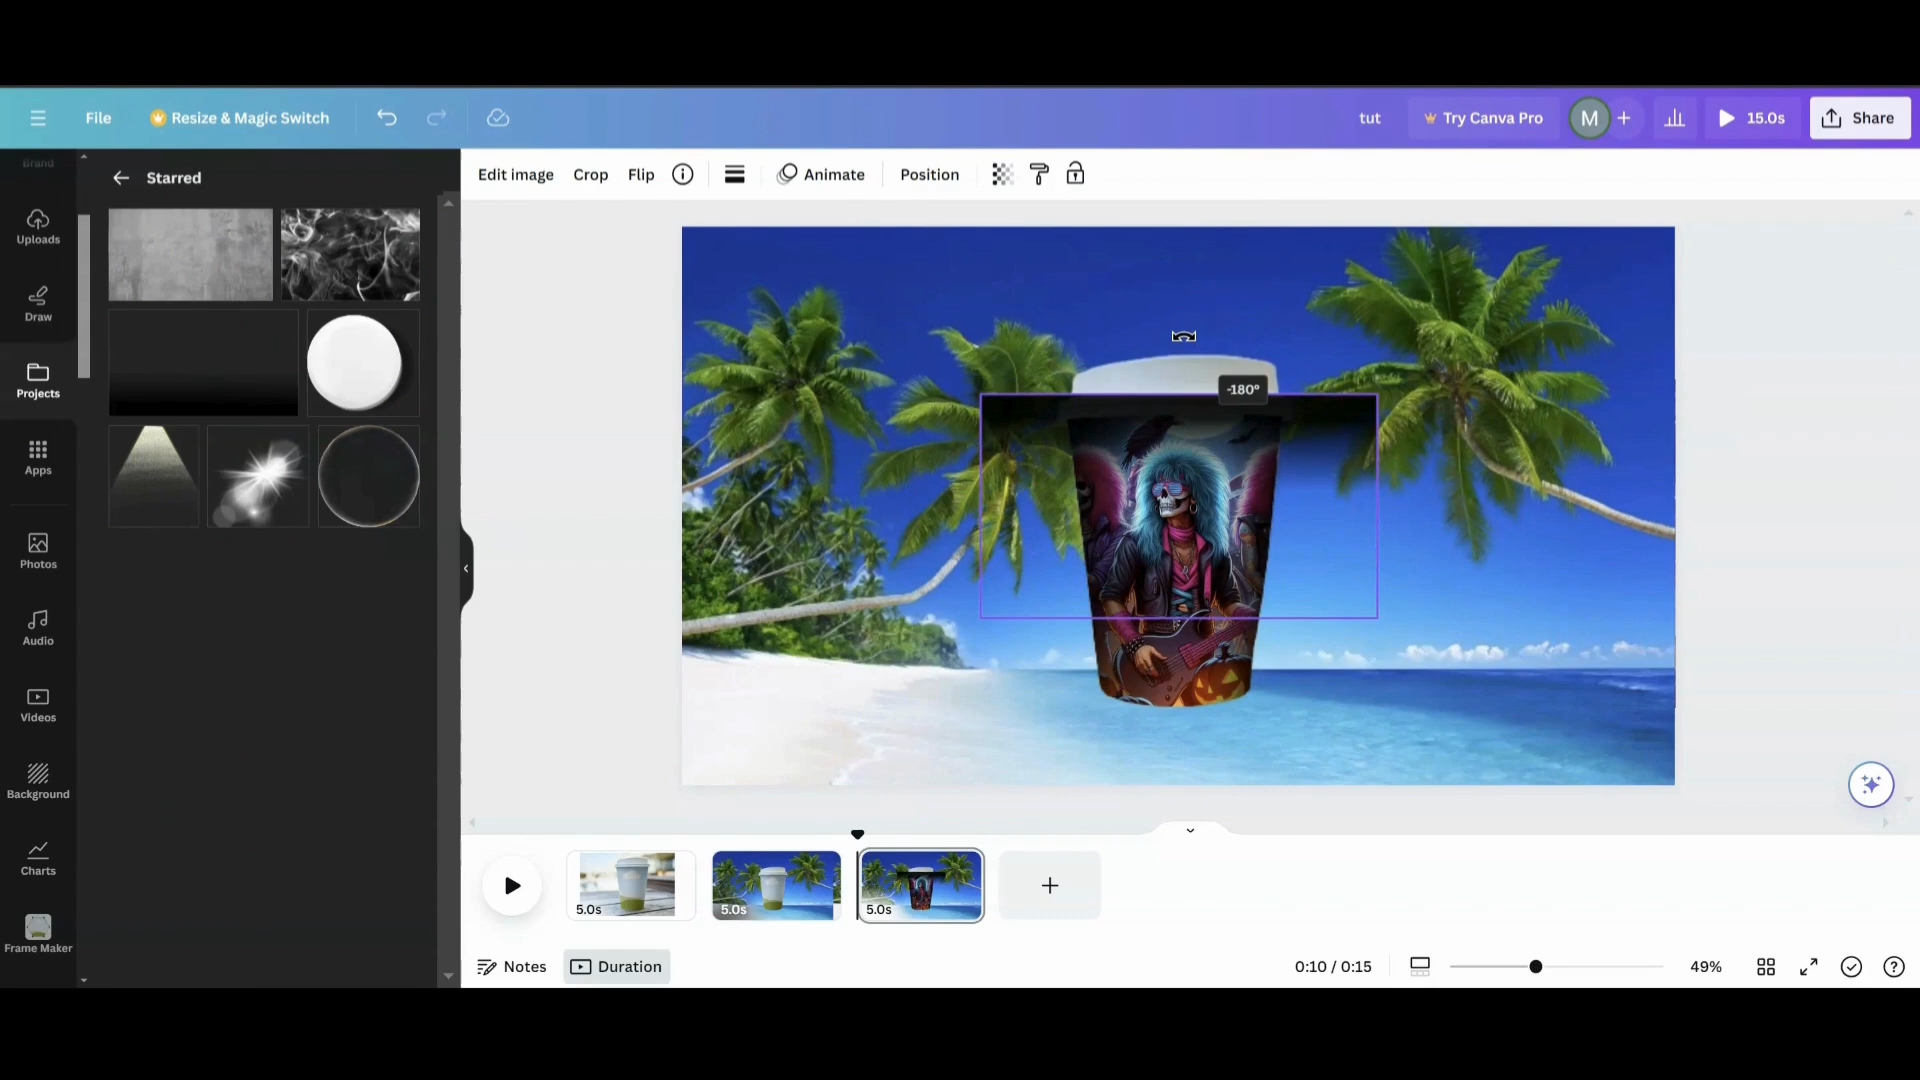 File
Resize & Magic Switch
tut
Try Canva Pro
M
15.0s
Share
Brand
Uploads
Draw
Projects
Apps
Photos
Audio
Videos
Background
Charts
Frame Maker
Starred
Edit image
Crop
Flip
Animate
Position
-180°
5.0s
5.0s
5.0s
Notes
Duration
0:10 / 0:15
49%